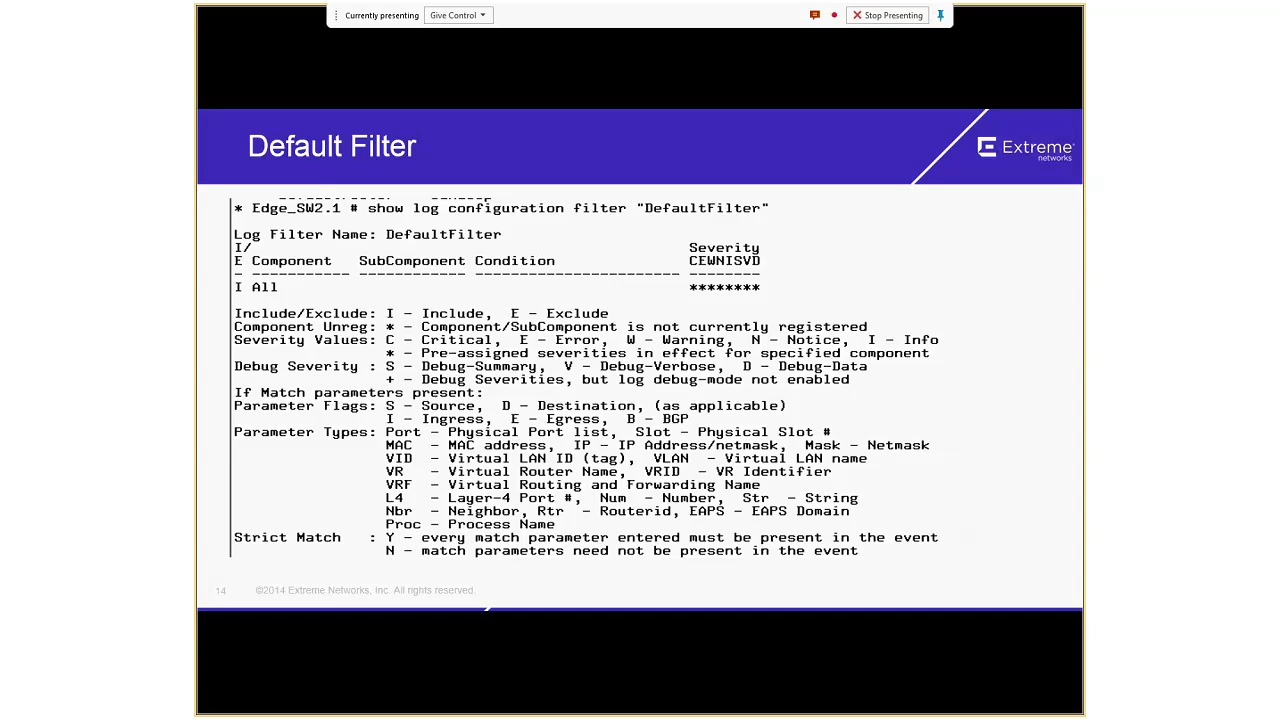 Currently presenting Give Control Stop Presenting
Default Filter
Extreme
networks
* Edge_SW2.1 # show log configuration filter "DefaultFilter"
Log Filter Name: DefaultFilter
I/ Severity
E Component SubComponent Condition CEWNISVD
- ----------- ------------ ----------------------- --------
I All ********
Include/Exclude: I - Include, E - Exclude
Component Unreg: * - Component/SubComponent is not currently registered
Severity Values: C - Critical, E - Error, W - Warning, N - Notice, I - Info
* - Pre-assigned severities in effect for specified component
Debug Severity : S - Debug-Summary, V - Debug-Verbose, D - Debug-Data
+ - Debug Severities, but log debug-mode not enabled
If Match parameters present:
Parameter Flags: S - Source, D - Destination, (as applicable)
I - Ingress, E - Egress, B - BGP
Parameter Types: Port - Physical Port list, Slot - Physical Slot #
MAC - MAC address, IP - IP Address/netmask, Mask - Netmask
VID - Virtual LAN ID (tag), VLAN - Virtual LAN name
VR - Virtual Router Name, VRID - VR Identifier
VRF - Virtual Routing and Forwarding Name
L4 - Layer-4 Port #, Num - Number, Str - String
Nbr - Neighbor, Rtr - Routerid, EAPS - EAPS Domain
Proc - Process Name
Strict Match : Y - every match parameter entered must be present in the event
N - match parameters need not be present in the event
14 ©2014 Extreme Networks, Inc. All rights reserved.